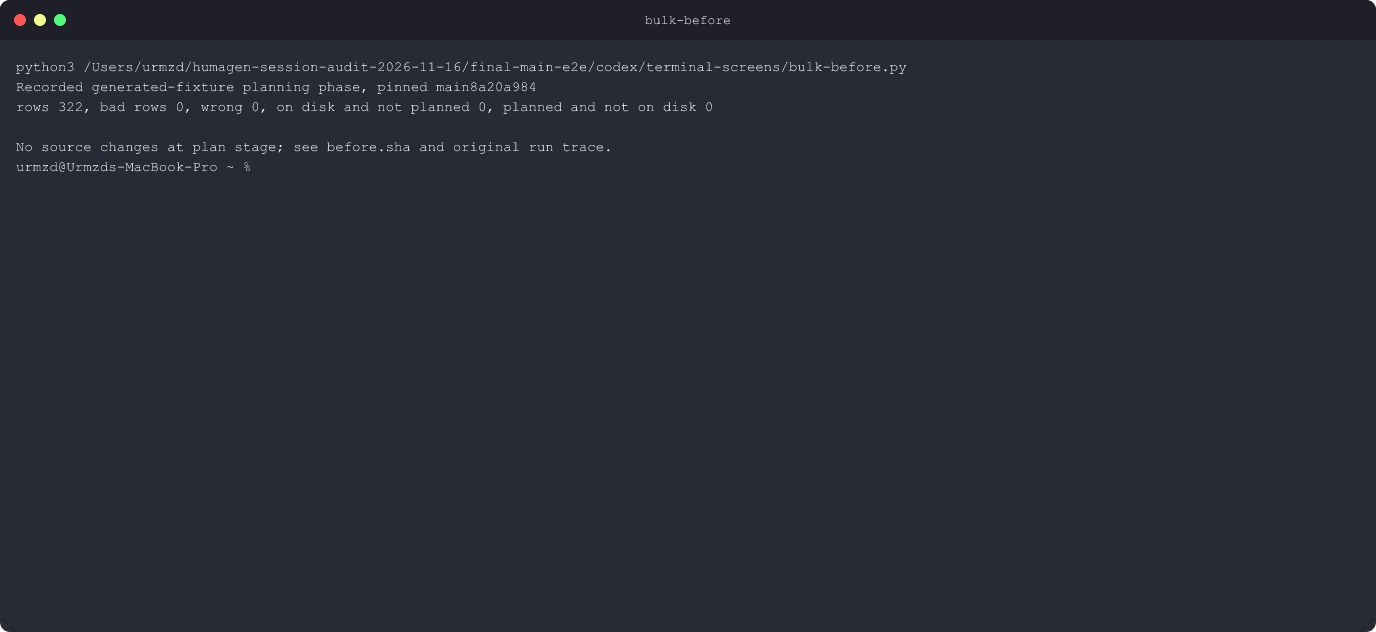 bulk-before
python3 /Users/urmzd/humagen-session-audit-2026-11-16/final-main-e2e/codex/terminal-screens/bulk-before.py
Recorded generated-fixture planning phase, pinned main8a20a984
rows 322, bad rows 0, wrong 0, on disk and not planned 0, planned and not on disk 0
No source changes at plan stage; see before.sha and original run trace.
urmzd@Urmzds-MacBook-Pro ~ %